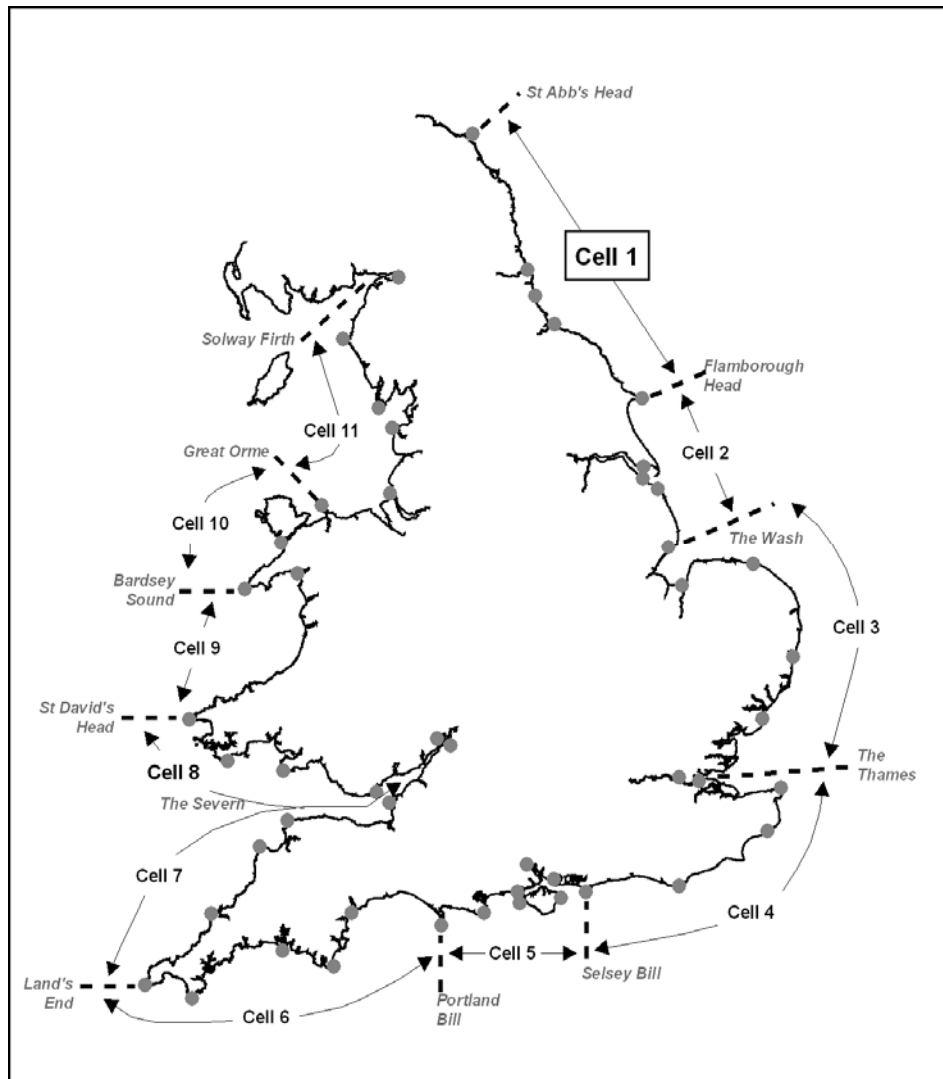 St Abb's Head
Cell 1
Solway Firth
Flamborough
Head
Cell 11
Great Orme
Cell 2
Cell 10
The Wash
Bardsey
Sound
Cell 3
Cell 9
St David's
Head
Cell 8
The
Thames
The Severn
Cell 7
Cell 4
Cell 5
Selsey Bill
Land's
End
Portland
Bill
Cell 6